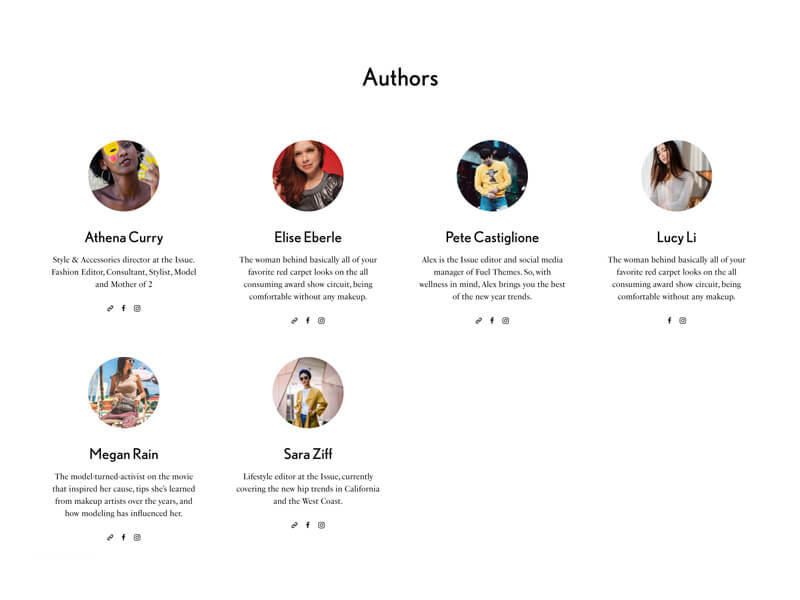 Authors
Athena Curry
Style & Accessories director at the Issue.
Fashion Editor, Consultant, Stylist, Model
and Mother of 2
Elise Eberle
The woman behind basically all of your
favorite red carpet looks on the all
consuming award show circuit, being
comfortable without any makeup.
Pete Castiglione
Alex is the Issue editor and social media
manager of Fuel Themes. So, with
wellness in mind, Alex brings you the best
of the new year trends.
Lucy Li
The woman behind basically all of your
favorite red carpet looks on the all
consuming award show circuit, being
comfortable without any makeup.
Megan Rain
The model-turned-activist on the movie
that inspired her cause, tips she's learned
from makeup artists over the years, and
how modeling has influenced her.
Sara Ziff
Lifestyle editor at the Issue, currently
covering the new hip trends in California
and the West Coast.